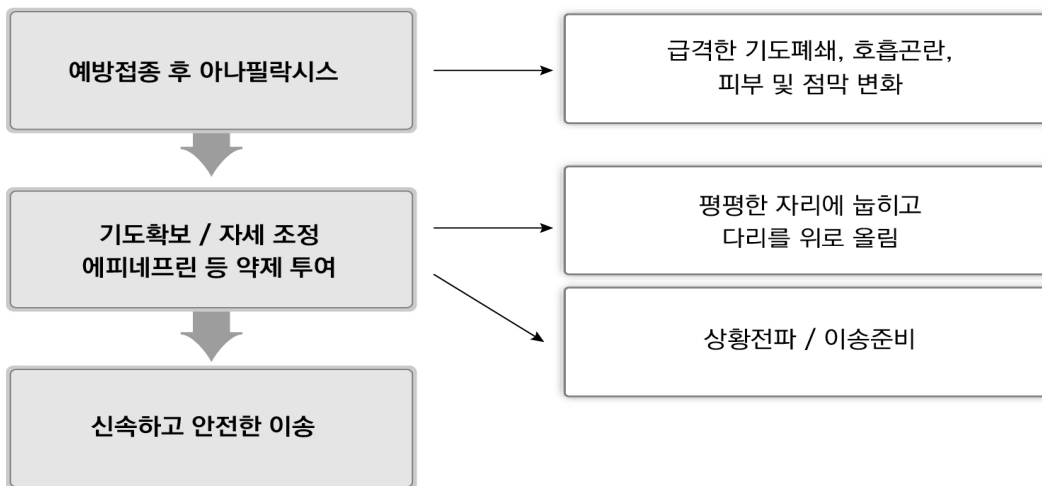 예방접종 후 아나필락시스
급격한 기도폐쇄, 호흡곤란,
피부 및 점막 변화
기도확보 / 자세 조정
에피네프린 등 약제 투여
평평한 자리에 눕히고
다리를 위로 올림
상황전파 / 이송준비
신속하고 안전한 이송